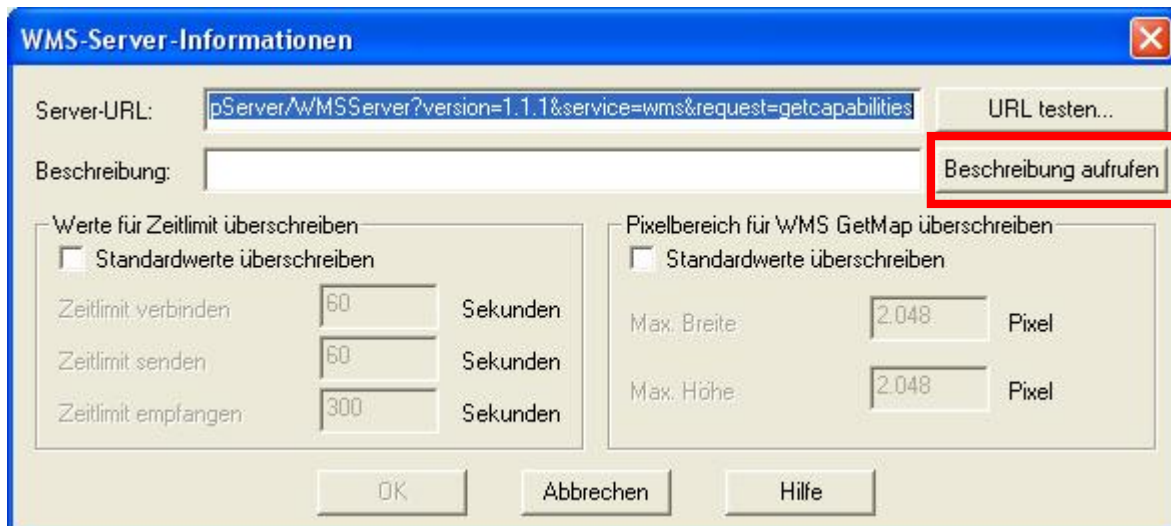 WMS-Server-Informationen
Server-URL: pServer/WMSServer?version=1.1.1&service=wms&request=getcapabilities URL testen...
Beschreibung: Beschreibung aufrufen
Werte für Zeitlimit überschreiben
Standardwerte überschreiben
Zeitlimit verbinden 60 Sekunden
Zeitlimit senden 60 Sekunden
Zeitlimit empfangen 300 Sekunden
Pixelbereich für WMS GetMap überschreiben
Standardwerte überschreiben
Max. Breite 2.048 Pixel
Max. Höhe 2.048 Pixel
OK Abbrechen Hilfe